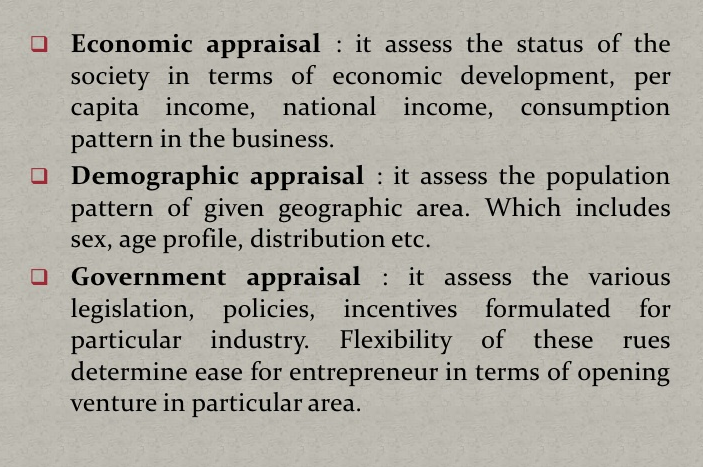 Economic appraisal : it assess the status of the
society in terms of economic development, per
capita income, national income, consumption
pattern in the business.
Demographic appraisal : it assess the population
pattern of given geographic area. Which includes
sex, age profile, distribution etc.
Government appraisal : it assess the various
legislation, policies, incentives formulated for
particular industry. Flexibility of these rues
determine ease for entrepreneur in terms of opening
venture in particular area.